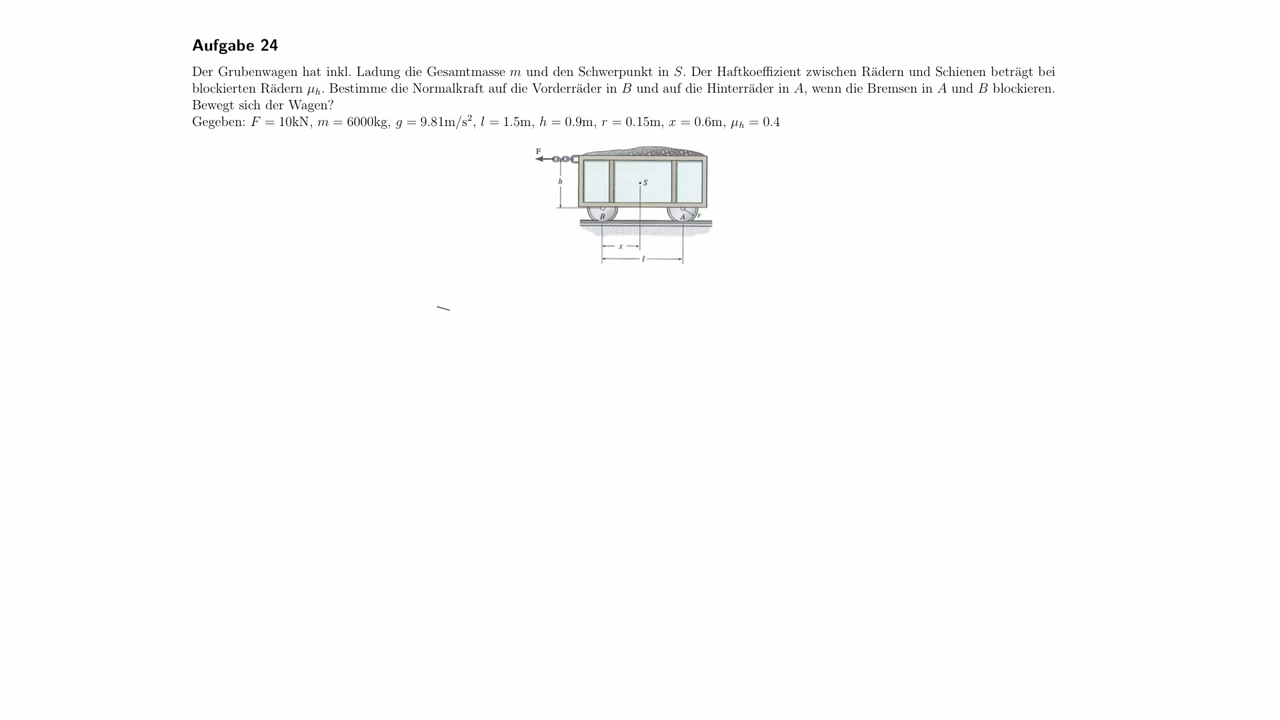 Aufgabe 24
Der Grubenwagen hat inkl. Ladung die Gesamtmasse m und den Schwerpunkt in S. Der Haftkoeffizient zwischen Rädern und Schienen beträgt bei
blockierten Rädern μₕ. Bestimme die Normalkraft auf die Vorderräder in B und auf die Hinterräder in A, wenn die Bremsen in A und B blockieren.
Bewegt sich der Wagen?
Gegeben: F = 10kN, m = 6000kg, g = 9.81m/s², l = 1.5m, h = 0.9m, r = 0.15m, x = 0.6m, μₕ = 0.4
F
h
S
B
A
r
x
l